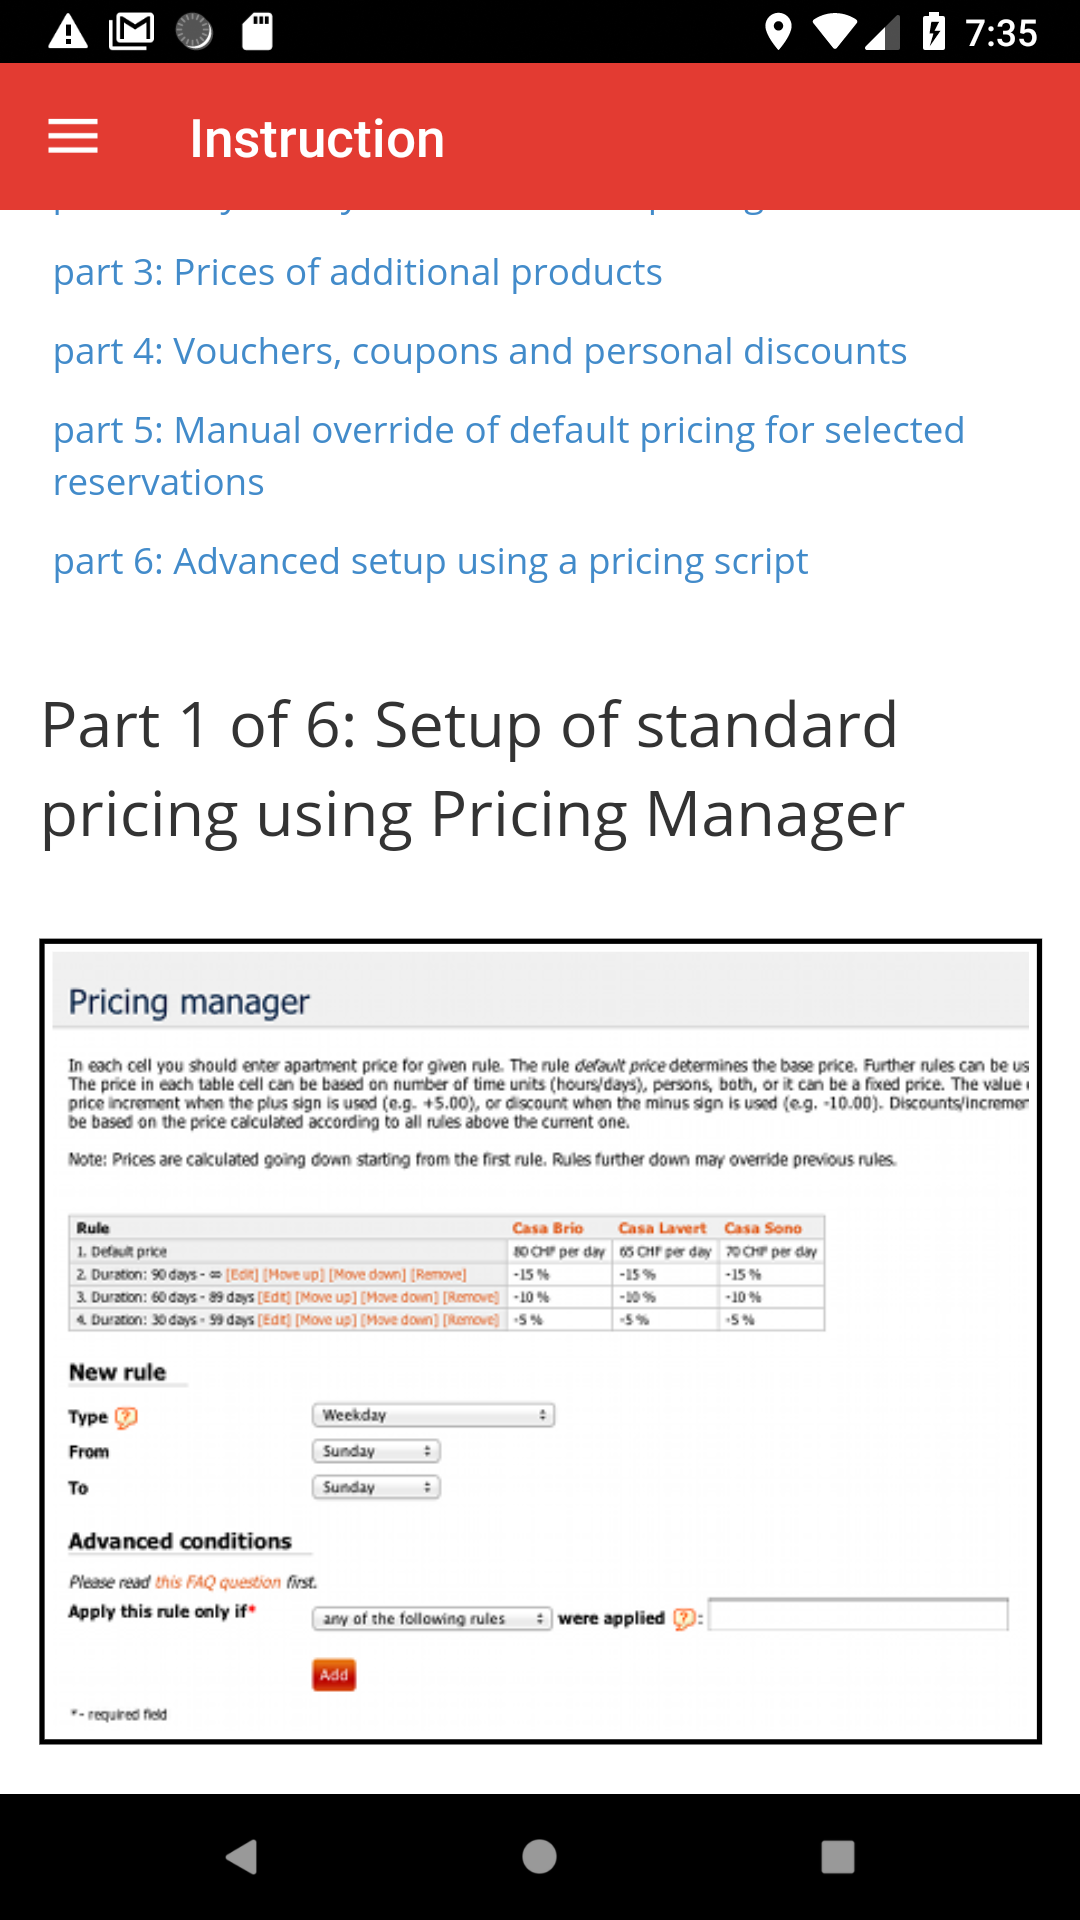 7:35
Instruction
part 3: Prices of additional products
part 4: Vouchers, coupons and personal discounts
part 5: Manual override of default pricing for selected
reservations
part 6: Advanced setup using a pricing script
Part 1 of 6: Setup of standard
pricing using Pricing Manager
Pricing manager
In each cell you should enter apartment price for given rule. The rule default price determines the base price. Further rules can be us
The price in each table cell can be based on number of time units (hours/days), persons, both, or it can be a fixed price. The value
price increment when the plus sign is used (e.g. +5.00), or discount when the minus sign is used (e.g. -10.00). Discounts/incremen
be based on the price calculated according to all rules above the current one.
Note: Prices are calculated going down starting from the first rule. Rules further down may override previous rules.
Rule Casa Brio Casa Lavert Casa Sono
1. Default price 80 CHF per day 65 CHF per day 70 CHF per day
2. Duration: 90 days - ∞ [Edit] [Move up] [Move down] [Remove] -15 % -15 % -15 %
3. Duration: 60 days - 89 days [Edit] [Move up] [Move down] [Remove] -10 % -10 % -10 %
4. Duration: 30 days - 59 days [Edit] [Move up] [Move down] [Remove] -5 % -5 % -5 %
New rule
Type ? Weekday
From Sunday
To Sunday
Advanced conditions
Please read this FAQ question first.
Apply this rule only if* any of the following rules were applied ?:
Add
* - required field